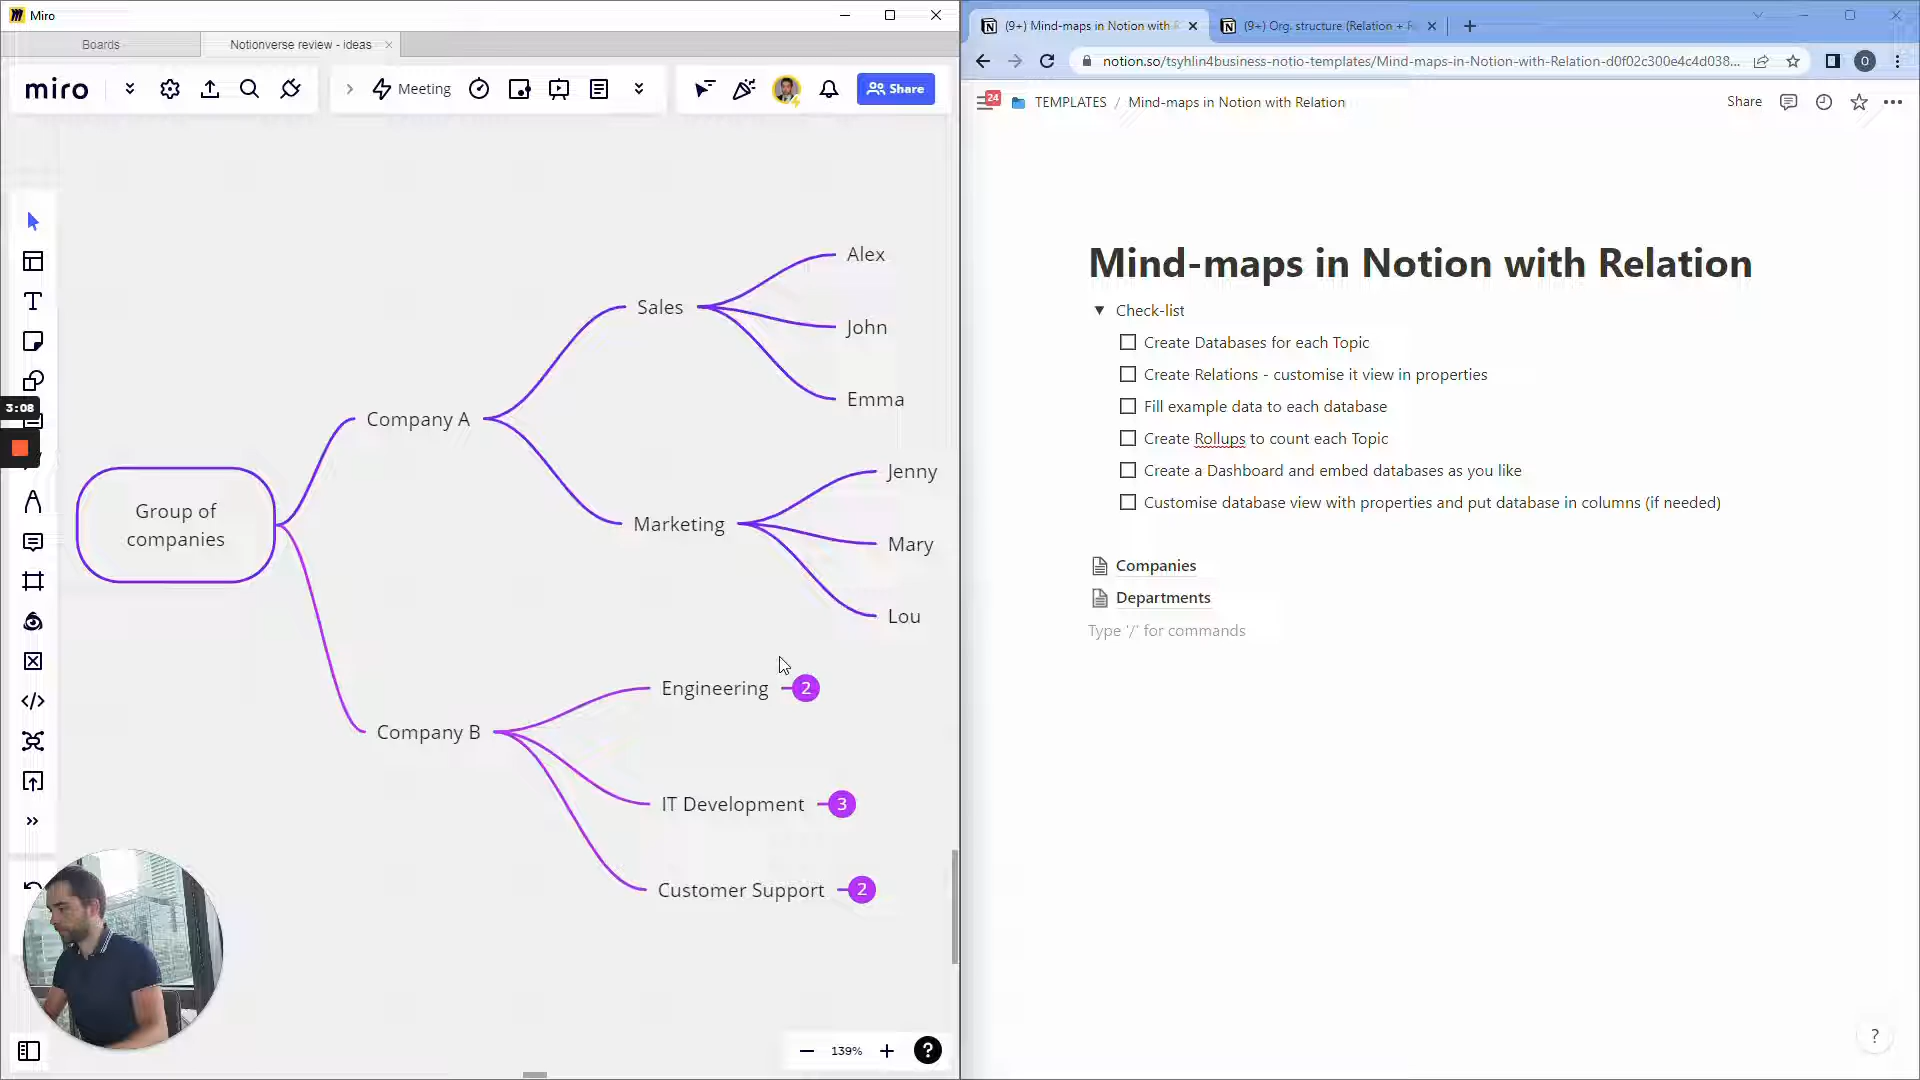 Miro
Boards
Notionverse review - ideas
miro
Meeting
Share
Alex
Sales
John
Emma
Company A
Jenny
Group of
companies
Marketing
Mary
Lou
Engineering
2
Company B
IT Development
3
Customer Support
2
3:08
139%
?
(9+) Mind-maps in Notion with R
(9+) Org. structure (Relation + R
notion.so/tsyhlin4business-notio-templates/Mind-maps-in-Notion-with-Relation-d0f02c300e4c4d038...
O
24
TEMPLATES / Mind-maps in Notion with Relation
Share
Mind-maps in Notion with Relation
Check-list
Create Databases for each Topic
Create Relations - customise it view in properties
Fill example data to each database
Create Rollups to count each Topic
Create a Dashboard and embed databases as you like
Customise database view with properties and put database in columns (if needed)
Companies
Departments
Type '/' for commands
?